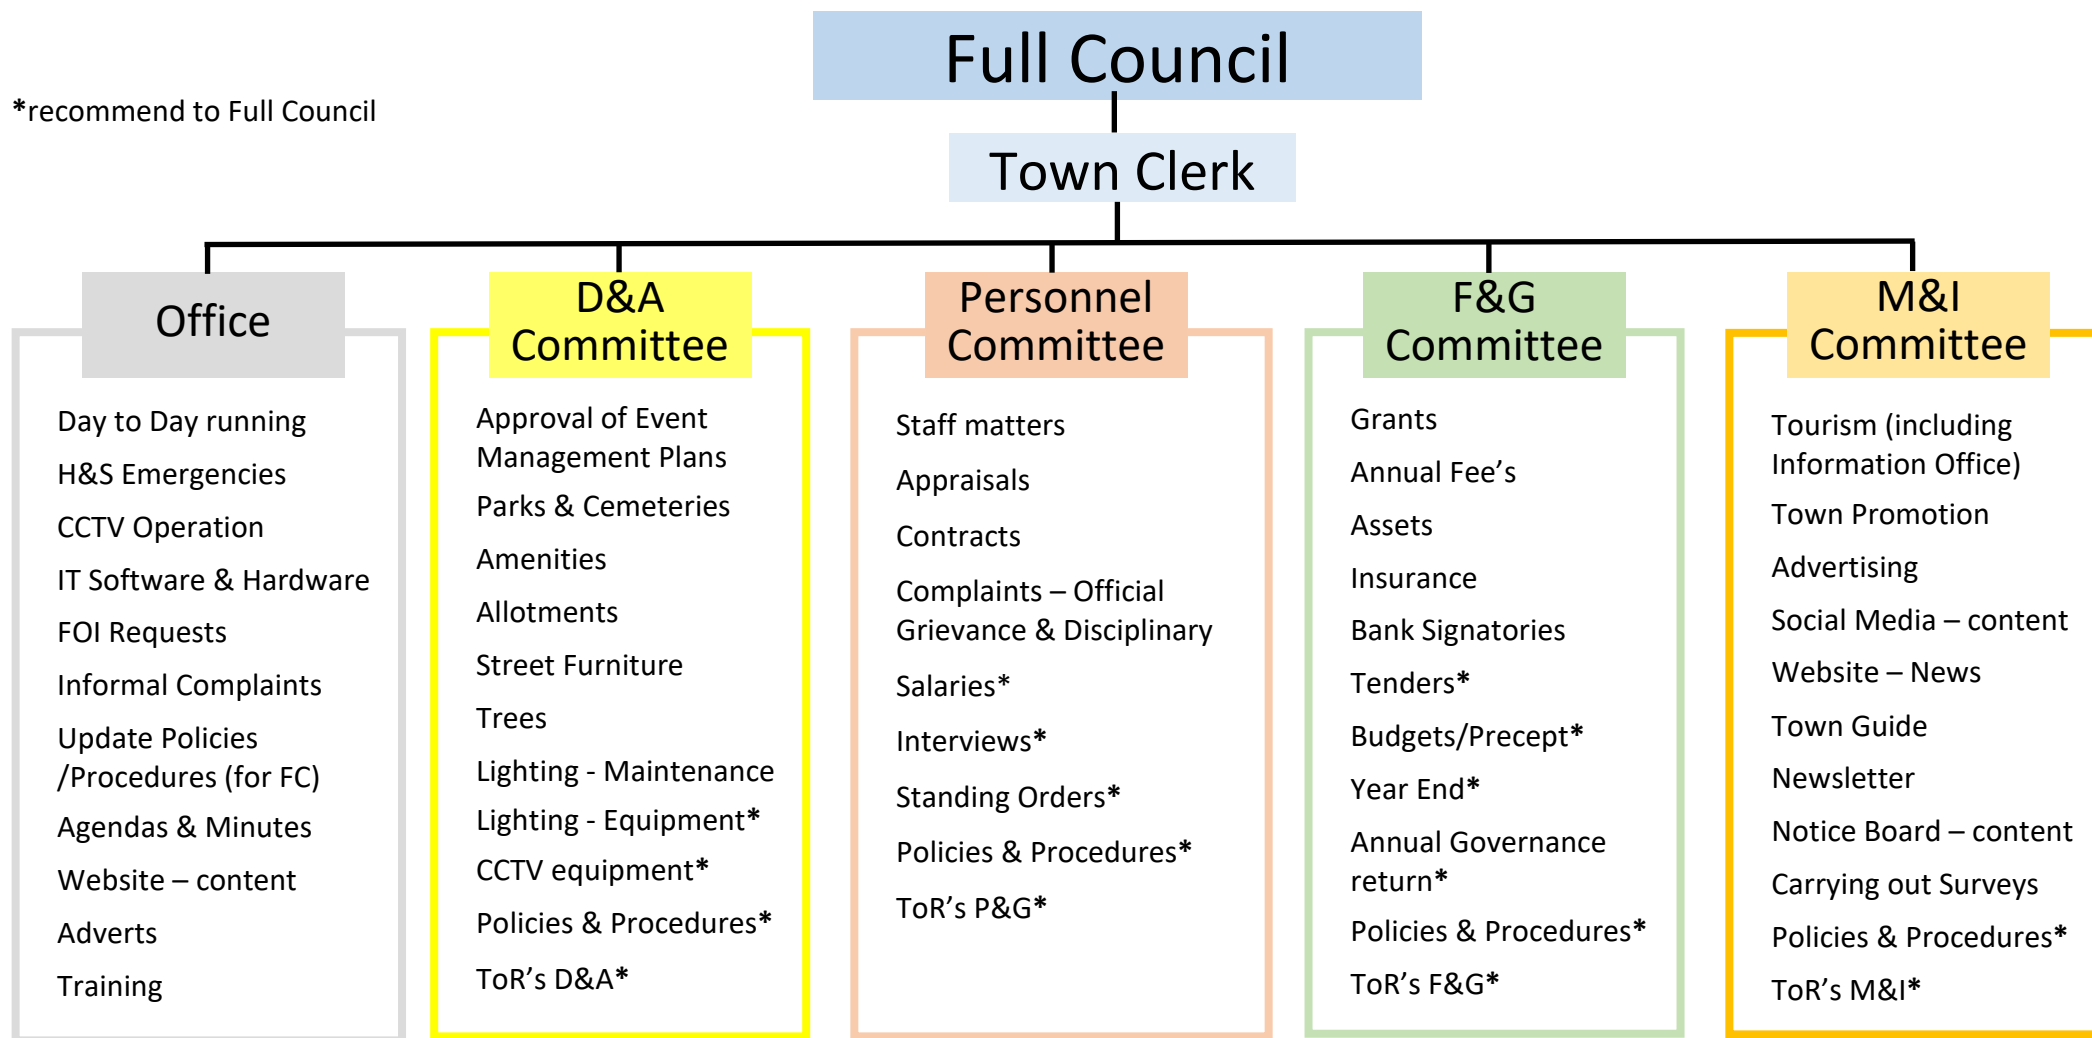 Full Council
*recommend to Full Council
Town Clerk
Office
Day to Day running
H&S Emergencies
CCTV Operation
IT Software & Hardware
FOI Requests
Informal Complaints
Update Policies
/Procedures (for FC)
Agendas & Minutes
Website – content
Adverts
Training
D&A
Committee
Approval of Event
Management Plans
Parks & Cemeteries
Amenities
Allotments
Street Furniture
Trees
Lighting - Maintenance
Lighting - Equipment*
CCTV equipment*
Policies & Procedures*
ToR’s D&A*
Personnel
Committee
Staff matters
Appraisals
Contracts
Complaints – Official
Grievance & Disciplinary
Salaries*
Interviews*
Standing Orders*
Policies & Procedures*
ToR’s P&G*
F&G
Committee
Grants
Annual Fee’s
Assets
Insurance
Bank Signatories
Tenders*
Budgets/Precept*
Year End*
Annual Governance
return*
Policies & Procedures*
ToR’s F&G*
M&I
Committee
Tourism (including
Information Office)
Town Promotion
Advertising
Social Media – content
Website – News
Town Guide
Newsletter
Notice Board – content
Carrying out Surveys
Policies & Procedures*
ToR’s M&I*